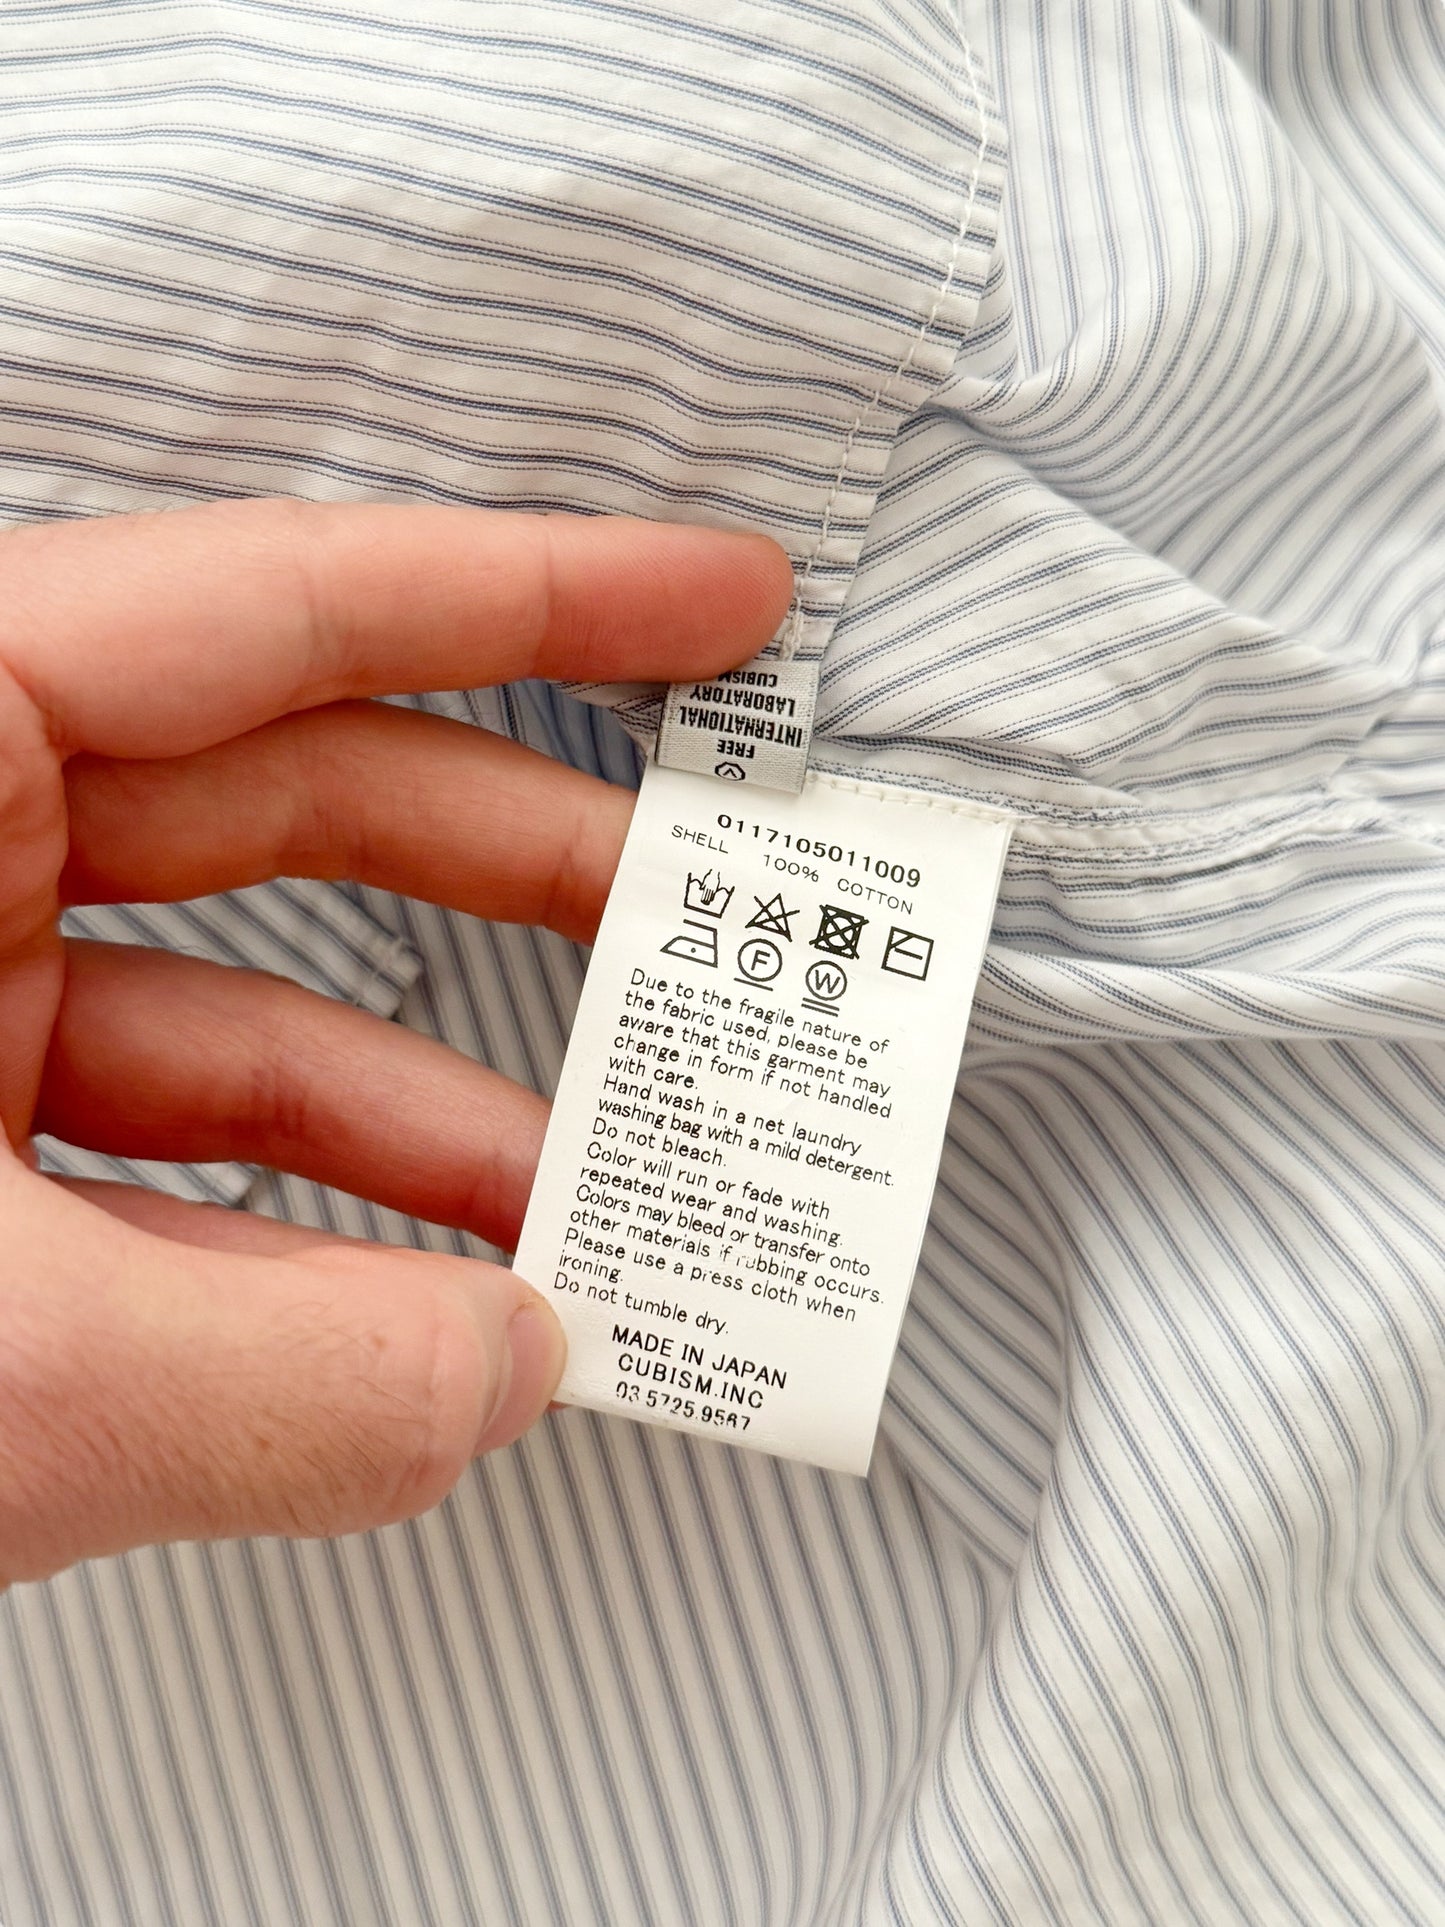 FREE
INTERNATIONAL
LABORATORY
CUBISM
0117105011009
SHELL 100% COTTON
F
W
Due to the fragile nature of
the fabric used, please be
aware that this garment may
change in form if not handled
with care.
Hand wash in a net laundry
washing bag with a mild detergent.
Do not bleach.
Color will run or fade with
repeated wear and washing.
Colors may bleed or transfer onto
other materials if rubbing occurs.
Please use a press cloth when
ironing.
Do not tumble dry.
MADE IN JAPAN
CUBISM.INC
03.5725.9567